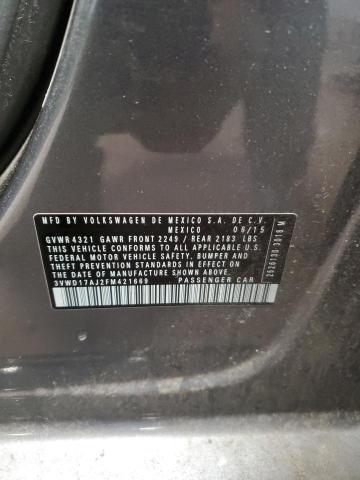 MFD. BY VOLKSWAGEN DE MEXICO S.A. DE C.V.
MEXICO 06/15
GVWR 4321 GAWR FRONT 2249 / REAR 2183 LBS
THIS VEHICLE CONFORMS TO ALL APPLICABLE U.S.
FEDERAL MOTOR VEHICLE SAFETY, BUMPER, AND
THEFT PREVENTION STANDARDS IN EFFECT ON
THE DATE OF MANUFACTURE SHOWN ABOVE.
3VWD17AJ2FM421669 PASSENGER CAR